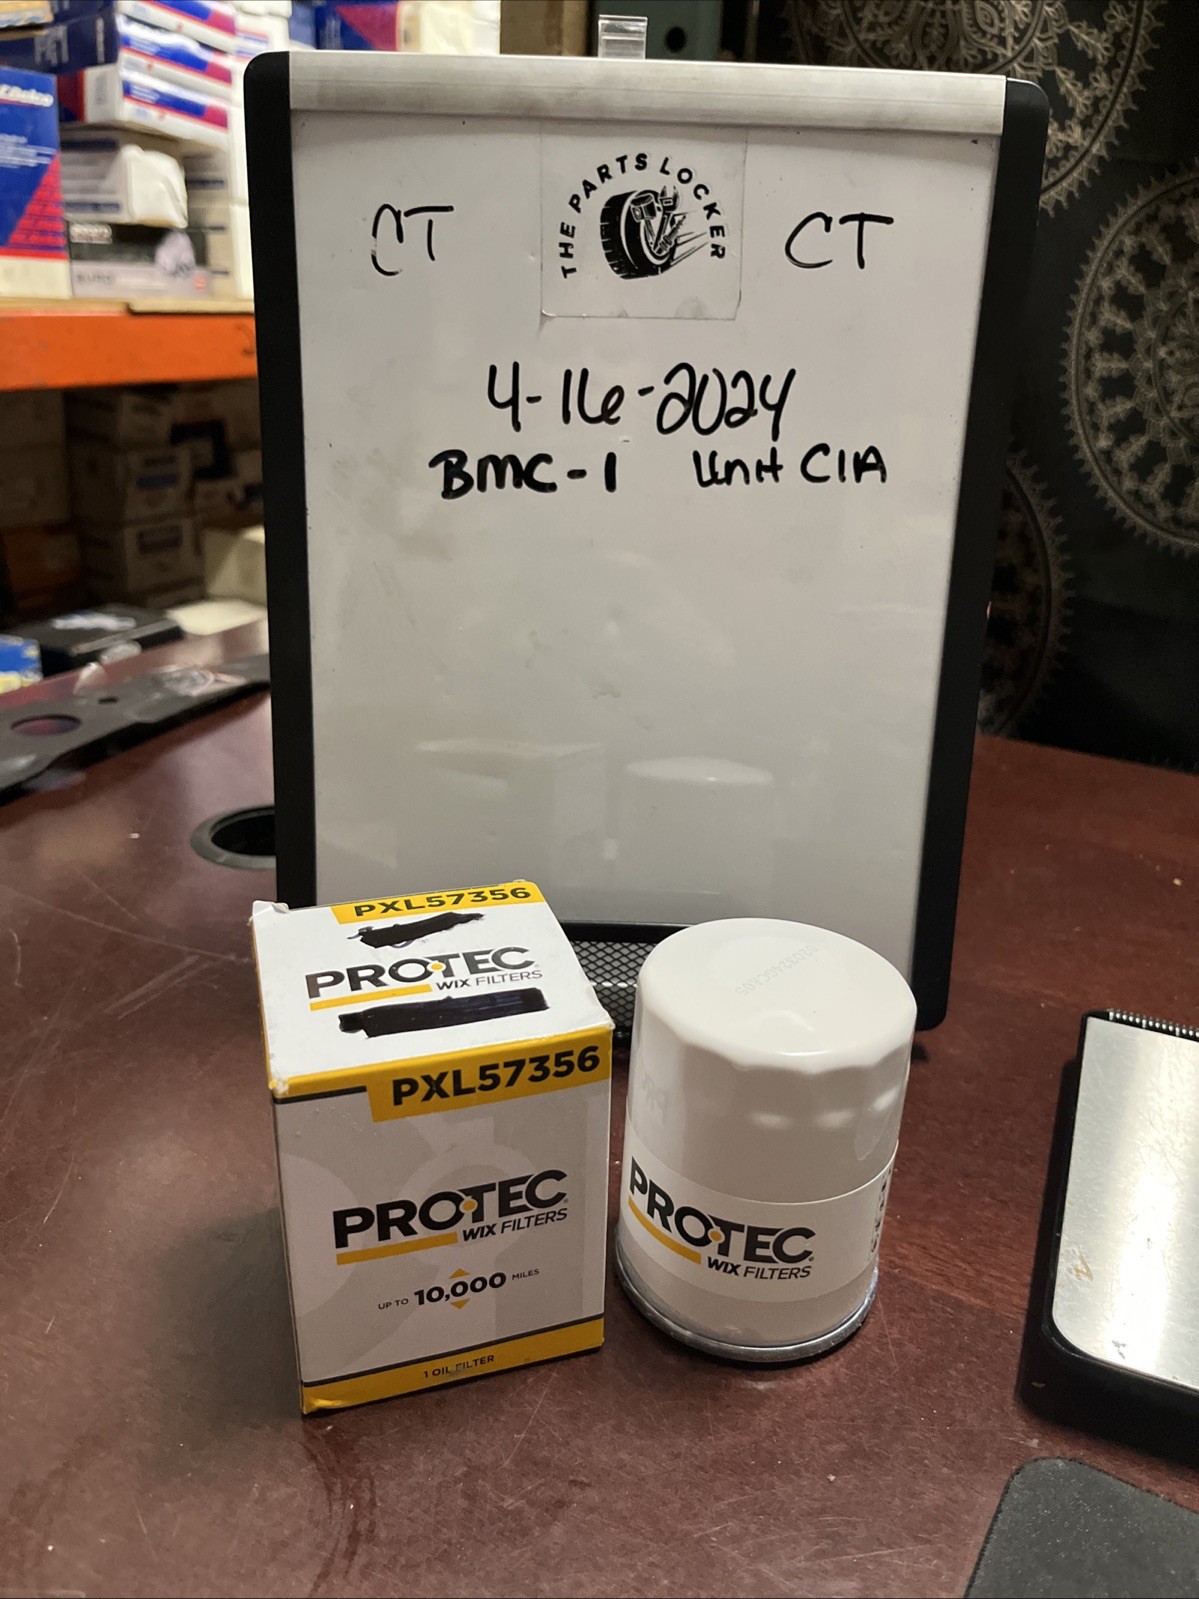 THE PARTS LOCKER
CT
CT
4-16-2024
BMC-1 Unit C1A
PXL57356
PROTEC
WIX FILTERS
PXL57356
PROTEC
WIX FILTERS
UP TO 10,000 MILES
1 OIL FILTER
PROTEC
WIX FILTERS